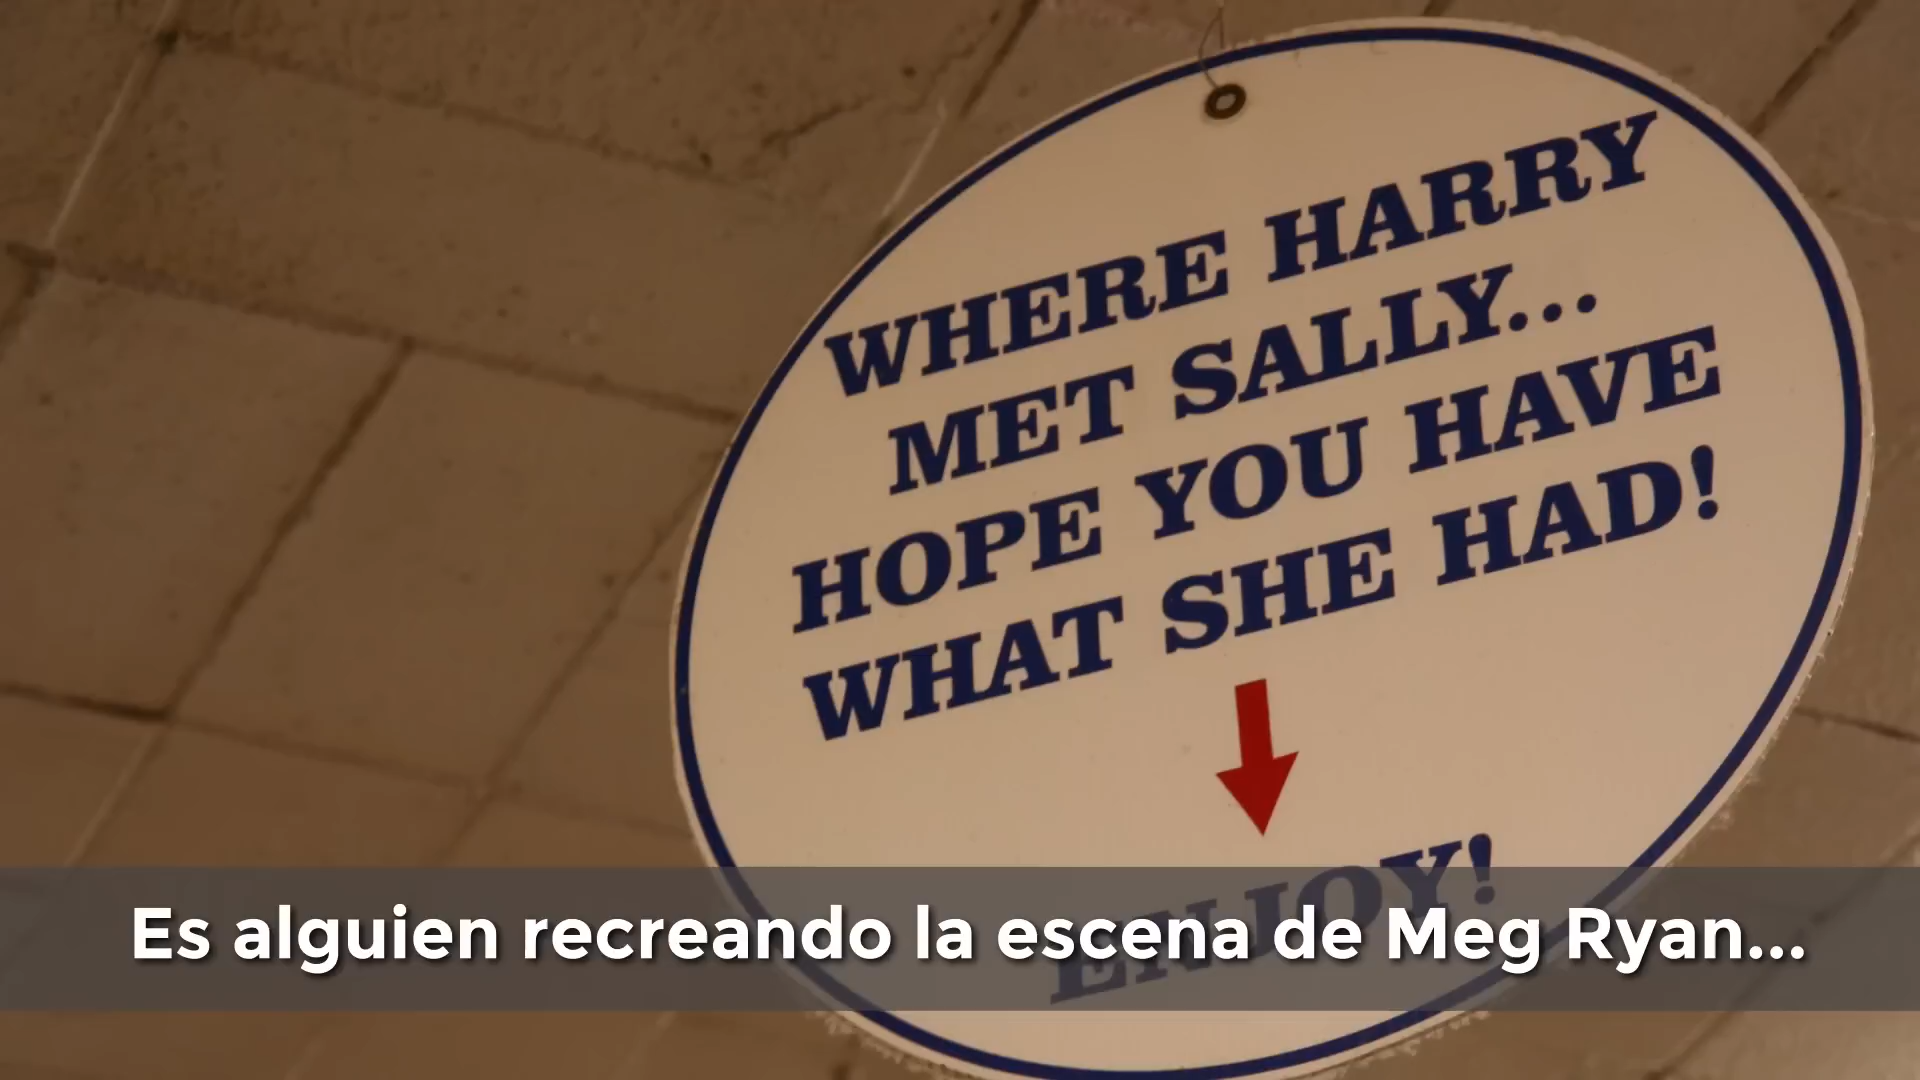 WHERE HARRY
MET SALLY...
HOPE YOU HAVE
WHAT SHE HAD!
ENJOY!
Es alguien recreando la escena de Meg Ryan...